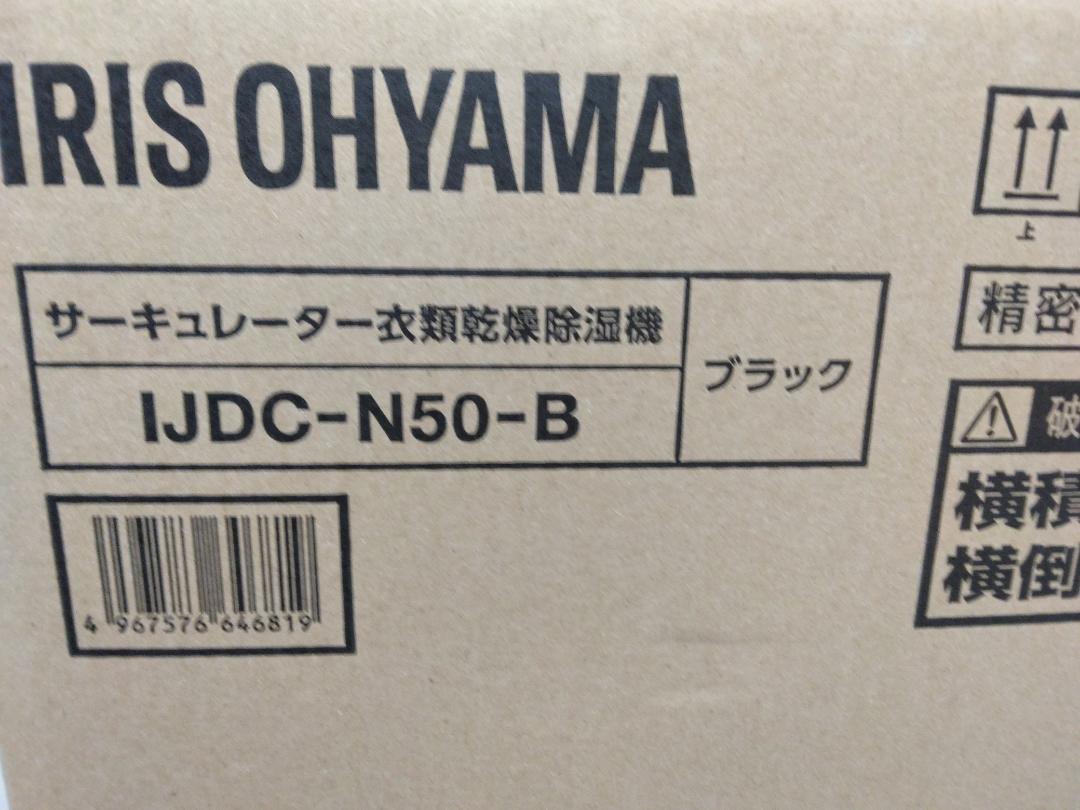 IRIS OHYAMA
上
サーキュレーター衣類乾燥除湿機
ブラック
IJDC-N50-B
4 967576 646819
精密
破
横積
横倒